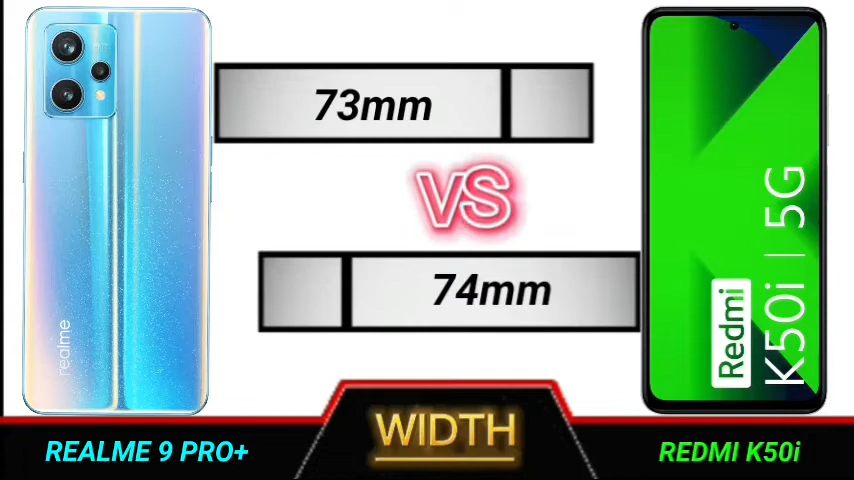 73mm
VS
74mm
realme
Redmi
K50i | 5G
WIDTH
REALME 9 PRO+
REDMI K50i